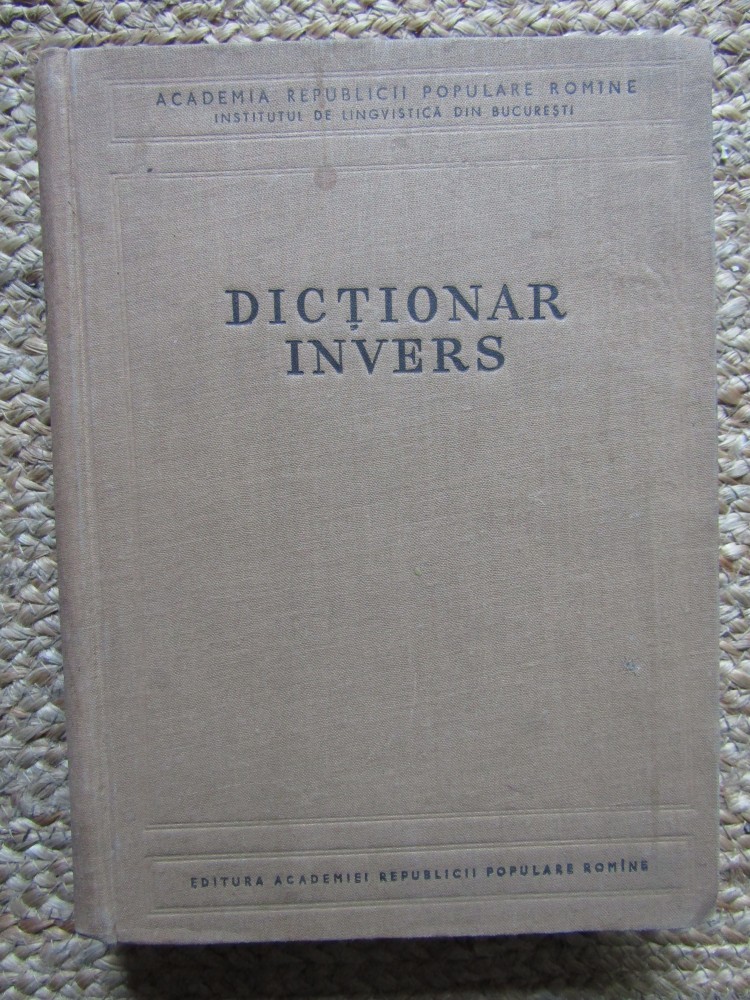 ACADEMIA REPUBLICII POPULARE ROMÎNE
INSTITUTUL DE LINGVISTICĂ DIN BUCUREȘTI
DICȚIONAR
INVERS
EDITURA ACADEMIEI REPUBLICII POPULARE ROMÎNE